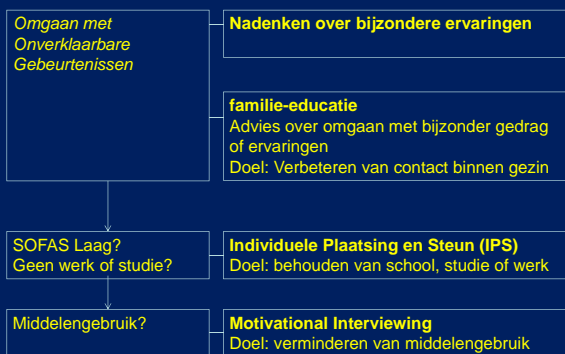 Omgaan met
Onverklaarbare
Gebeurtenissen
Nadenken over bijzondere ervaringen
familie-educatie
Advies over omgaan met bijzonder gedrag
of ervaringen
Doel: Verbeteren van contact binnen gezin
SOFAS Laag?
Geen werk of studie?
Individuele Plaatsing en Steun (IPS)
Doel: behouden van school, studie of werk
Middelengebruik?
Motivational Interviewing
Doel: verminderen van middelengebruik